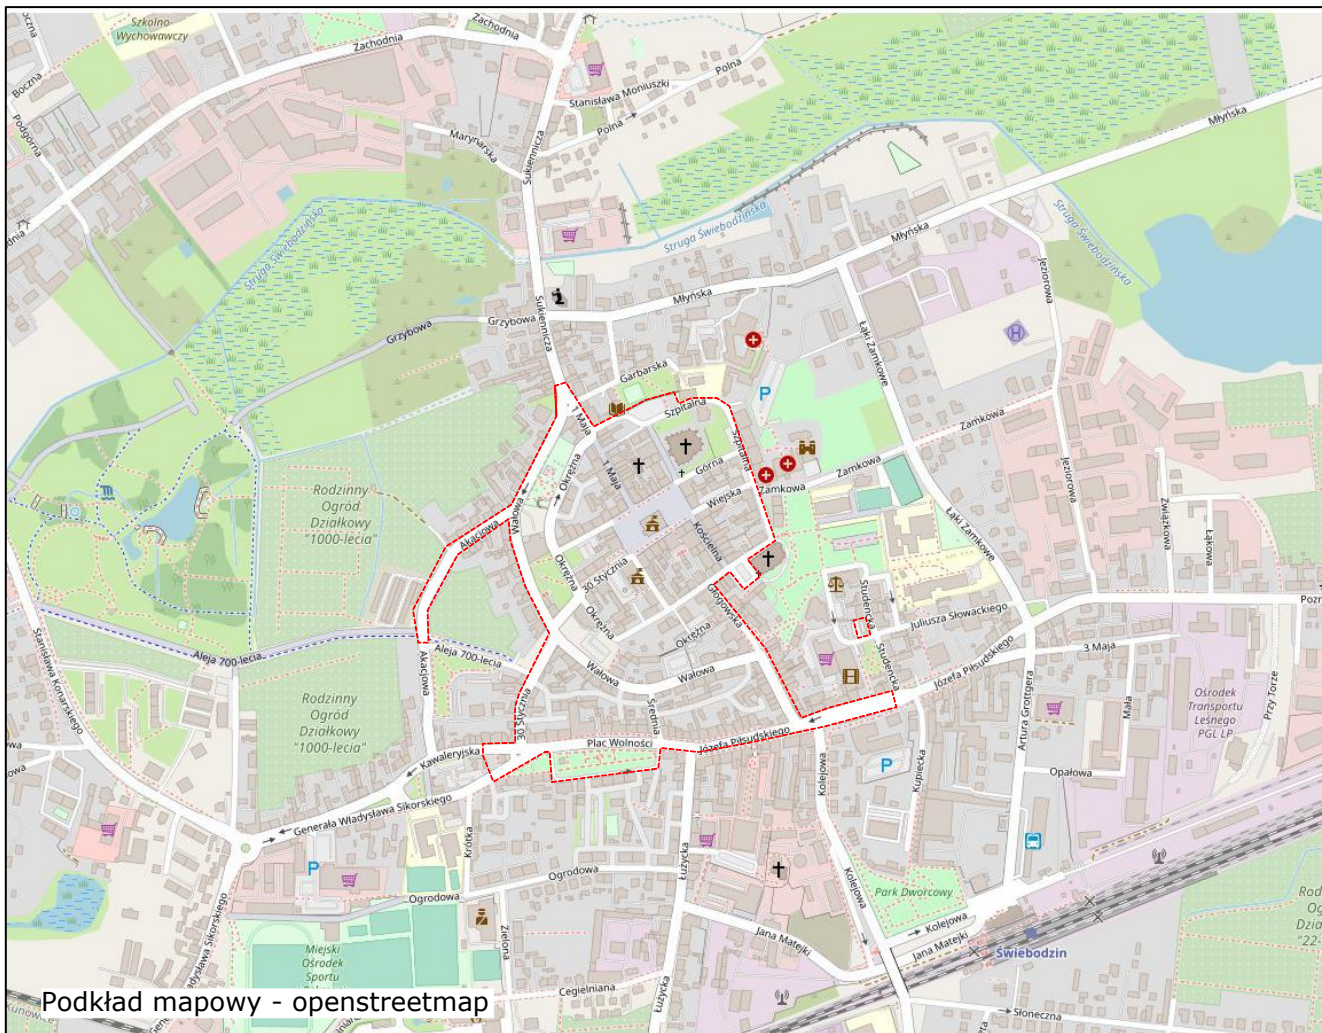 Szkolno-
Wychowawczy
Zachodnia
Zachodnia
Boczna
Boczna
Podgórna
Polna
Stanisława Moniuszki
Polna
Marynarska
Sukiennicza
Młyńska
Struga Świebodzińska
Struga Świebodzińska
Struga Świebodzińska
Młyńska
Jeziorowa
Młyńska
Sukiennicza
Grzybowa
Grzybowa
Łąki Zamkowe
Garbarska
P
Szpitalna
1 Maja
Szpitalna
Zamkowa
Górna
Okrężna
1 Maja
Wiejska
Zamkowa
Zamkowa
Jeziorowa
Rodzinny
Ogród
Działkowy
"1000-lecia"
Wałowa
Akacjowa
Kościelna
Łąki Zamkowe
Związkowa
Łąkowa
Okrężna
30 Stycznia
Okrężna
Głogowska
Studencka
Juliusza Słowackiego
Pozn
Stanisława Konarskiego
Aleja 700-lecia
Aleja 700-lecia
Akacjowa
Okrężna
Wałowa
Wałowa
Studencka
Józefa Piłsudskiego
3 Maja
Rodzinny
Ogród
Działkowy
"1000-lecia"
30 Stycznia
Średnia
Mała
Ośrodek
Transportu
Leśnego
PGL LP
Przy Torze
Artura Grottgera
Kawaleryjska
Plac Wolności
Józefa Piłsudskiego
Kolejowa
P
Kupiecka
Opałowa
Generała Władysława Sikorskiego
Krótka
Łużycka
P
Ogrodowa
Ogrodowa
Kolejowa
Park Dworcowy
Kolejowa
Jana Matejki
Jana Matejki
Świebodzin
Zielona
Miejski
Ośrodek
Sportu
Cegielniana
Łużycka
Słoneczna
Podkład mapowy - openstreetmap